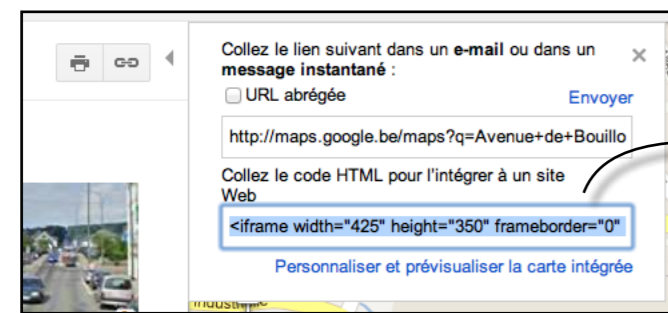 Collez le lien suivant dans un e-mail ou dans un
message instantané :
URL abrégée
Envoyer
http://maps.google.be/maps?q=Avenue+de+Bouillo
Collez le code HTML pour l'intégrer à un site
Web
<iframe width="425" height="350" frameborder="0"
Personnaliser et prévisualiser la carte intégrée